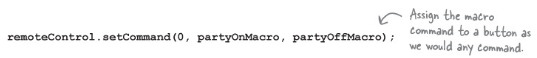 remoteControl.setCommand(0, partyOnMacro, partyOffMacro);
Assign the macro
command to a button as
we would any command.